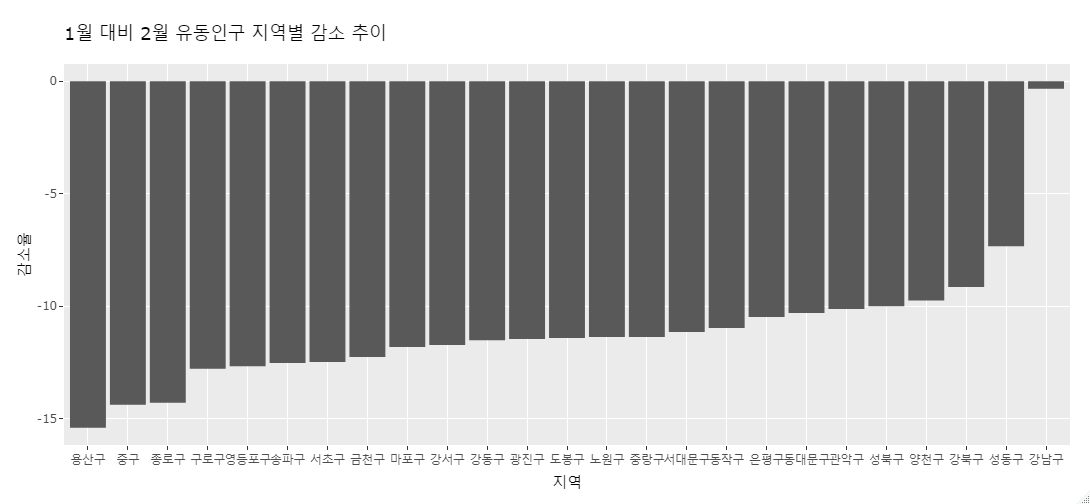 1월 대비 2월 유동인구 지역별 감소 추이
감소율
0
-5
-10
-15
용산구 중구 종로구 구로구 영등포구 송파구 서초구 금천구 마포구 강서구 강동구 광진구 도봉구 노원구 중랑구 서대문구 동작구 은평구 동대문구 관악구 성북구 양천구 강북구 성동구 강남구
지역